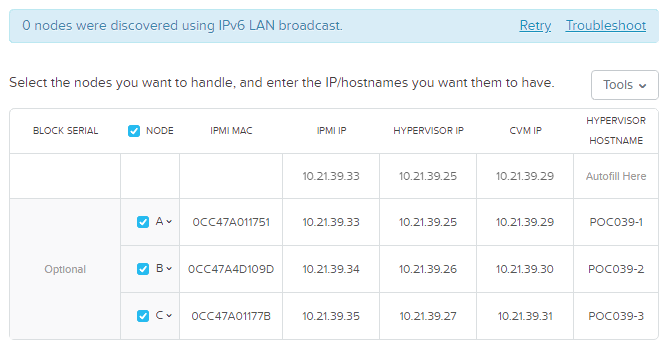 0 nodes were discovered using IPv6 LAN broadcast. Retry Troubleshoot
Select the nodes you want to handle, and enter the IP/hostnames you want them to have. Tools
BLOCK SERIAL NODE IPMI MAC IPMI IP HYPERVISOR IP CVM IP HYPERVISOR HOSTNAME
10.21.39.33 10.21.39.25 10.21.39.29 Autofill Here
A 0CC47A011751 10.21.39.33 10.21.39.25 10.21.39.29 POC039-1
Optional B 0CC47A4D109D 10.21.39.34 10.21.39.26 10.21.39.30 POC039-2
C 0CC47A01177B 10.21.39.35 10.21.39.27 10.21.39.31 POC039-3